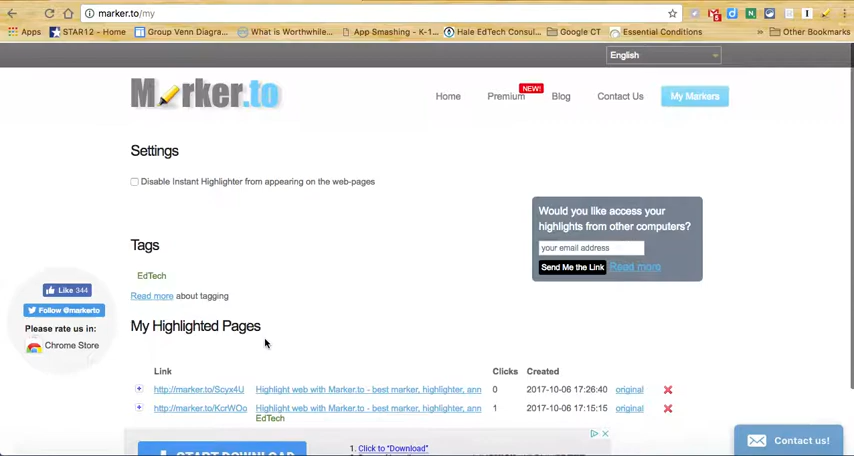 marker.to/my
Apps STAR12 - Home Group Venn Diagra... What is Worthwhile... App Smashing - K-1... Hale EdTech Consul... Google CT Essential Conditions » Other Bookmarks
English
Marker.to
Home Premium NEW! Blog Contact Us My Markers
Settings
Disable Instant Highlighter from appearing on the web-pages
Would you like access your
highlights from other computers?
your email address
Send Me the Link Read more
Tags
EdTech
Read more about tagging
Like 344
Follow @markerto
Please rate us in:
Chrome Store
My Highlighted Pages
Link Clicks Created
http://marker.to/Scyx4U Highlight web with Marker.to - best marker, highlighter, ann 0 2017-10-06 17:26:40 original
http://marker.to/KcrWOo Highlight web with Marker.to - best marker, highlighter, ann 1 2017-10-06 17:15:15 original
EdTech
START DOWNLOAD
1. Click to "Download"
Contact us!